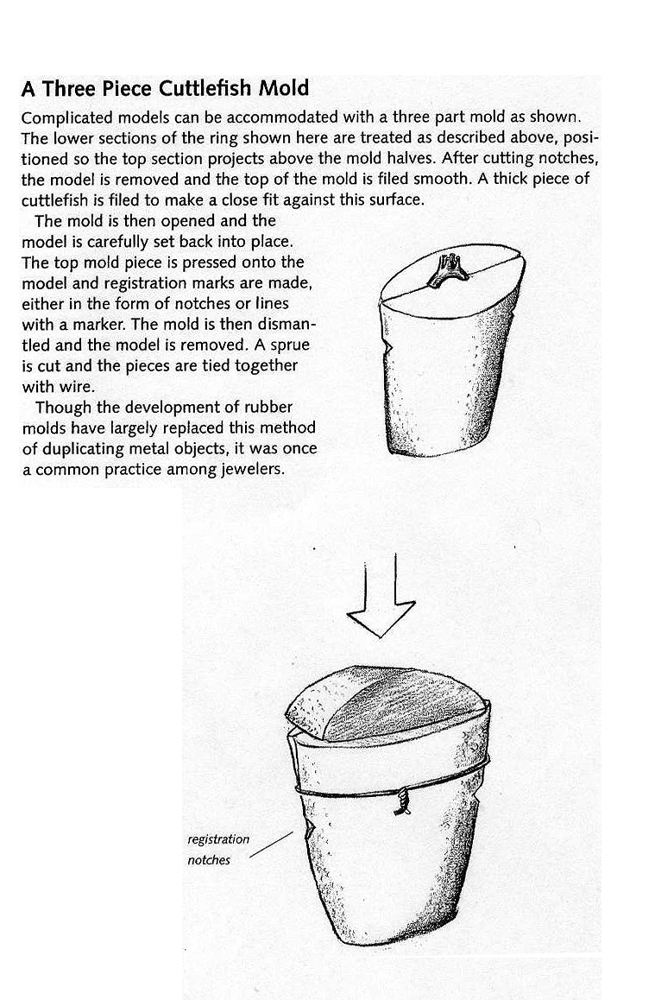 A Three Piece Cuttlefish Mold
Complicated models can be accommodated with a three part mold as shown.
The lower sections of the ring shown here are treated as described above, posi-
tioned so the top section projects above the mold halves. After cutting notches,
the model is removed and the top of the mold is filed smooth. A thick piece of
cuttlefish is filed to make a close fit against this surface.
The mold is then opened and the
model is carefully set back into place.
The top mold piece is pressed onto the
model and registration marks are made,
either in the form of notches or lines
with a marker. The mold is then disman-
tled and the model is removed. A sprue
is cut and the pieces are tied together
with wire.
Though the development of rubber
molds have largely replaced this method
of duplicating metal objects, it was once
a common practice among jewelers.
registration
notches